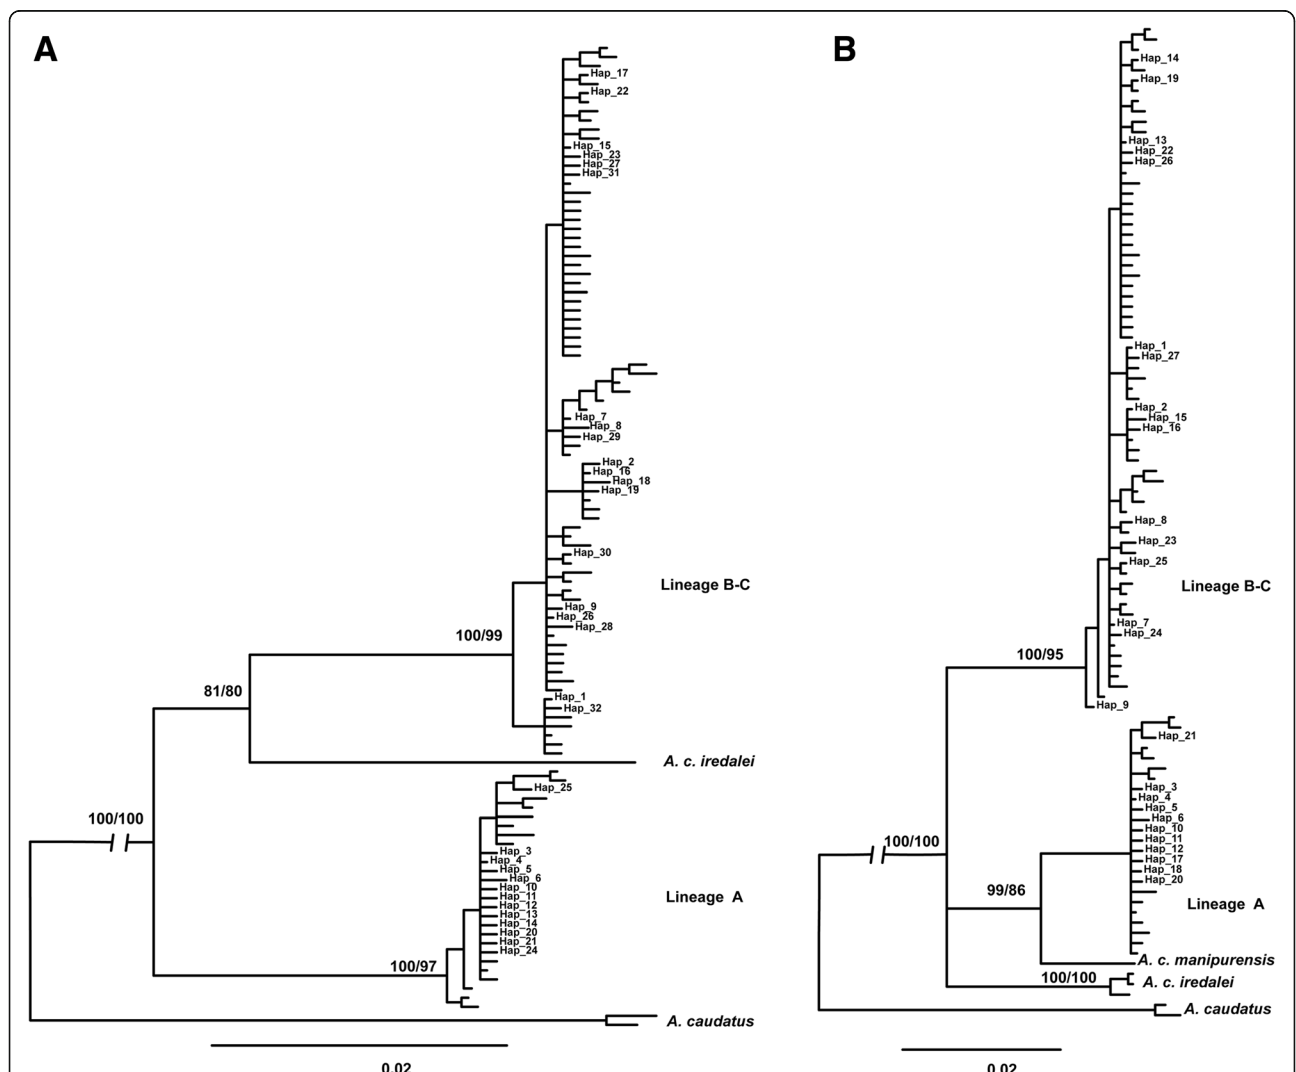 A
Hap_17
Hap_22
Hap_15
Hap_23
Hap_27
Hap_31
Hap_7
Hap_8
Hap_29
Hap_2
Hap_16
Hap_18
Hap_19
Hap_30
Lineage B-C
Hap_9
Hap_26
Hap_28
100/99
81/80
Hap_1
Hap_32
A. c. iredalei
Hap_25
100/100
Hap_3
Hap_4
Hap_5
Hap_6
Hap_10
Hap_11
Lineage A
Hap_12
Hap_13
Hap_14
Hap_20
Hap_21
Hap_24
100/97
A. caudatus
0.02
B
Hap_14
Hap_19
Hap_13
Hap_22
Hap_26
Hap_1
Hap_27
Hap_2
Hap_15
Hap_16
Hap_8
Hap_23
Hap_25
Lineage B-C
Hap_7
Hap_24
100/95
Hap_9
Hap_21
Hap_3
Hap_4
Hap_5
Hap_6
Hap_10
Hap_11
100/100
Hap_12
Hap_17
Hap_18
Hap_20
99/86
Lineage A
A. c. manipurensis
100/100
A. c. iredalei
A. caudatus
0.02